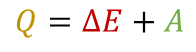 Q = ΔE + A